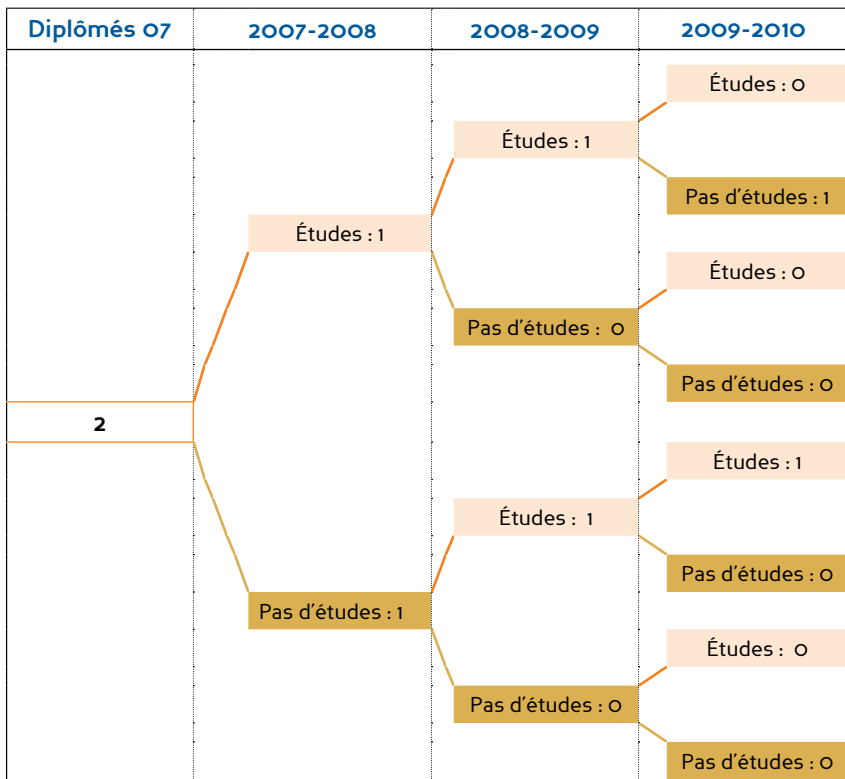 Diplômés 07 2007-2008 2008-2009 2009-2010
Études : 0
Études : 1
Pas d'études : 1
Études : 1
Études : 0
Pas d'études : 0
Pas d'études : 0
2
Études : 1
Études : 1
Pas d'études : 0
Pas d'études : 1
Études : 0
Pas d'études : 0
Pas d'études : 0